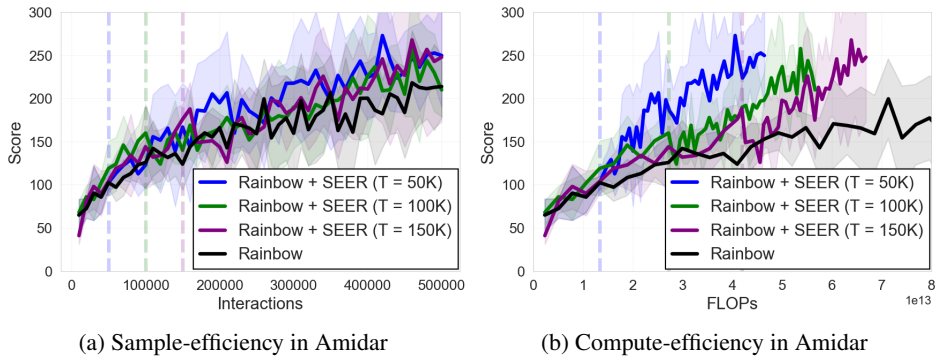 300
250
200
150
100
50
0
Score
Rainbow + SEER (T = 50K)
Rainbow + SEER (T = 100K)
Rainbow + SEER (T = 150K)
Rainbow
0 100000 200000 300000 400000 500000
Interactions
(a) Sample-efficiency in Amidar
300
250
200
150
100
50
0
Score
Rainbow + SEER (T = 50K)
Rainbow + SEER (T = 100K)
Rainbow + SEER (T = 150K)
Rainbow
0 1 2 3 4 5 6 7 8
1e13
FLOPs
(b) Compute-efficiency in Amidar